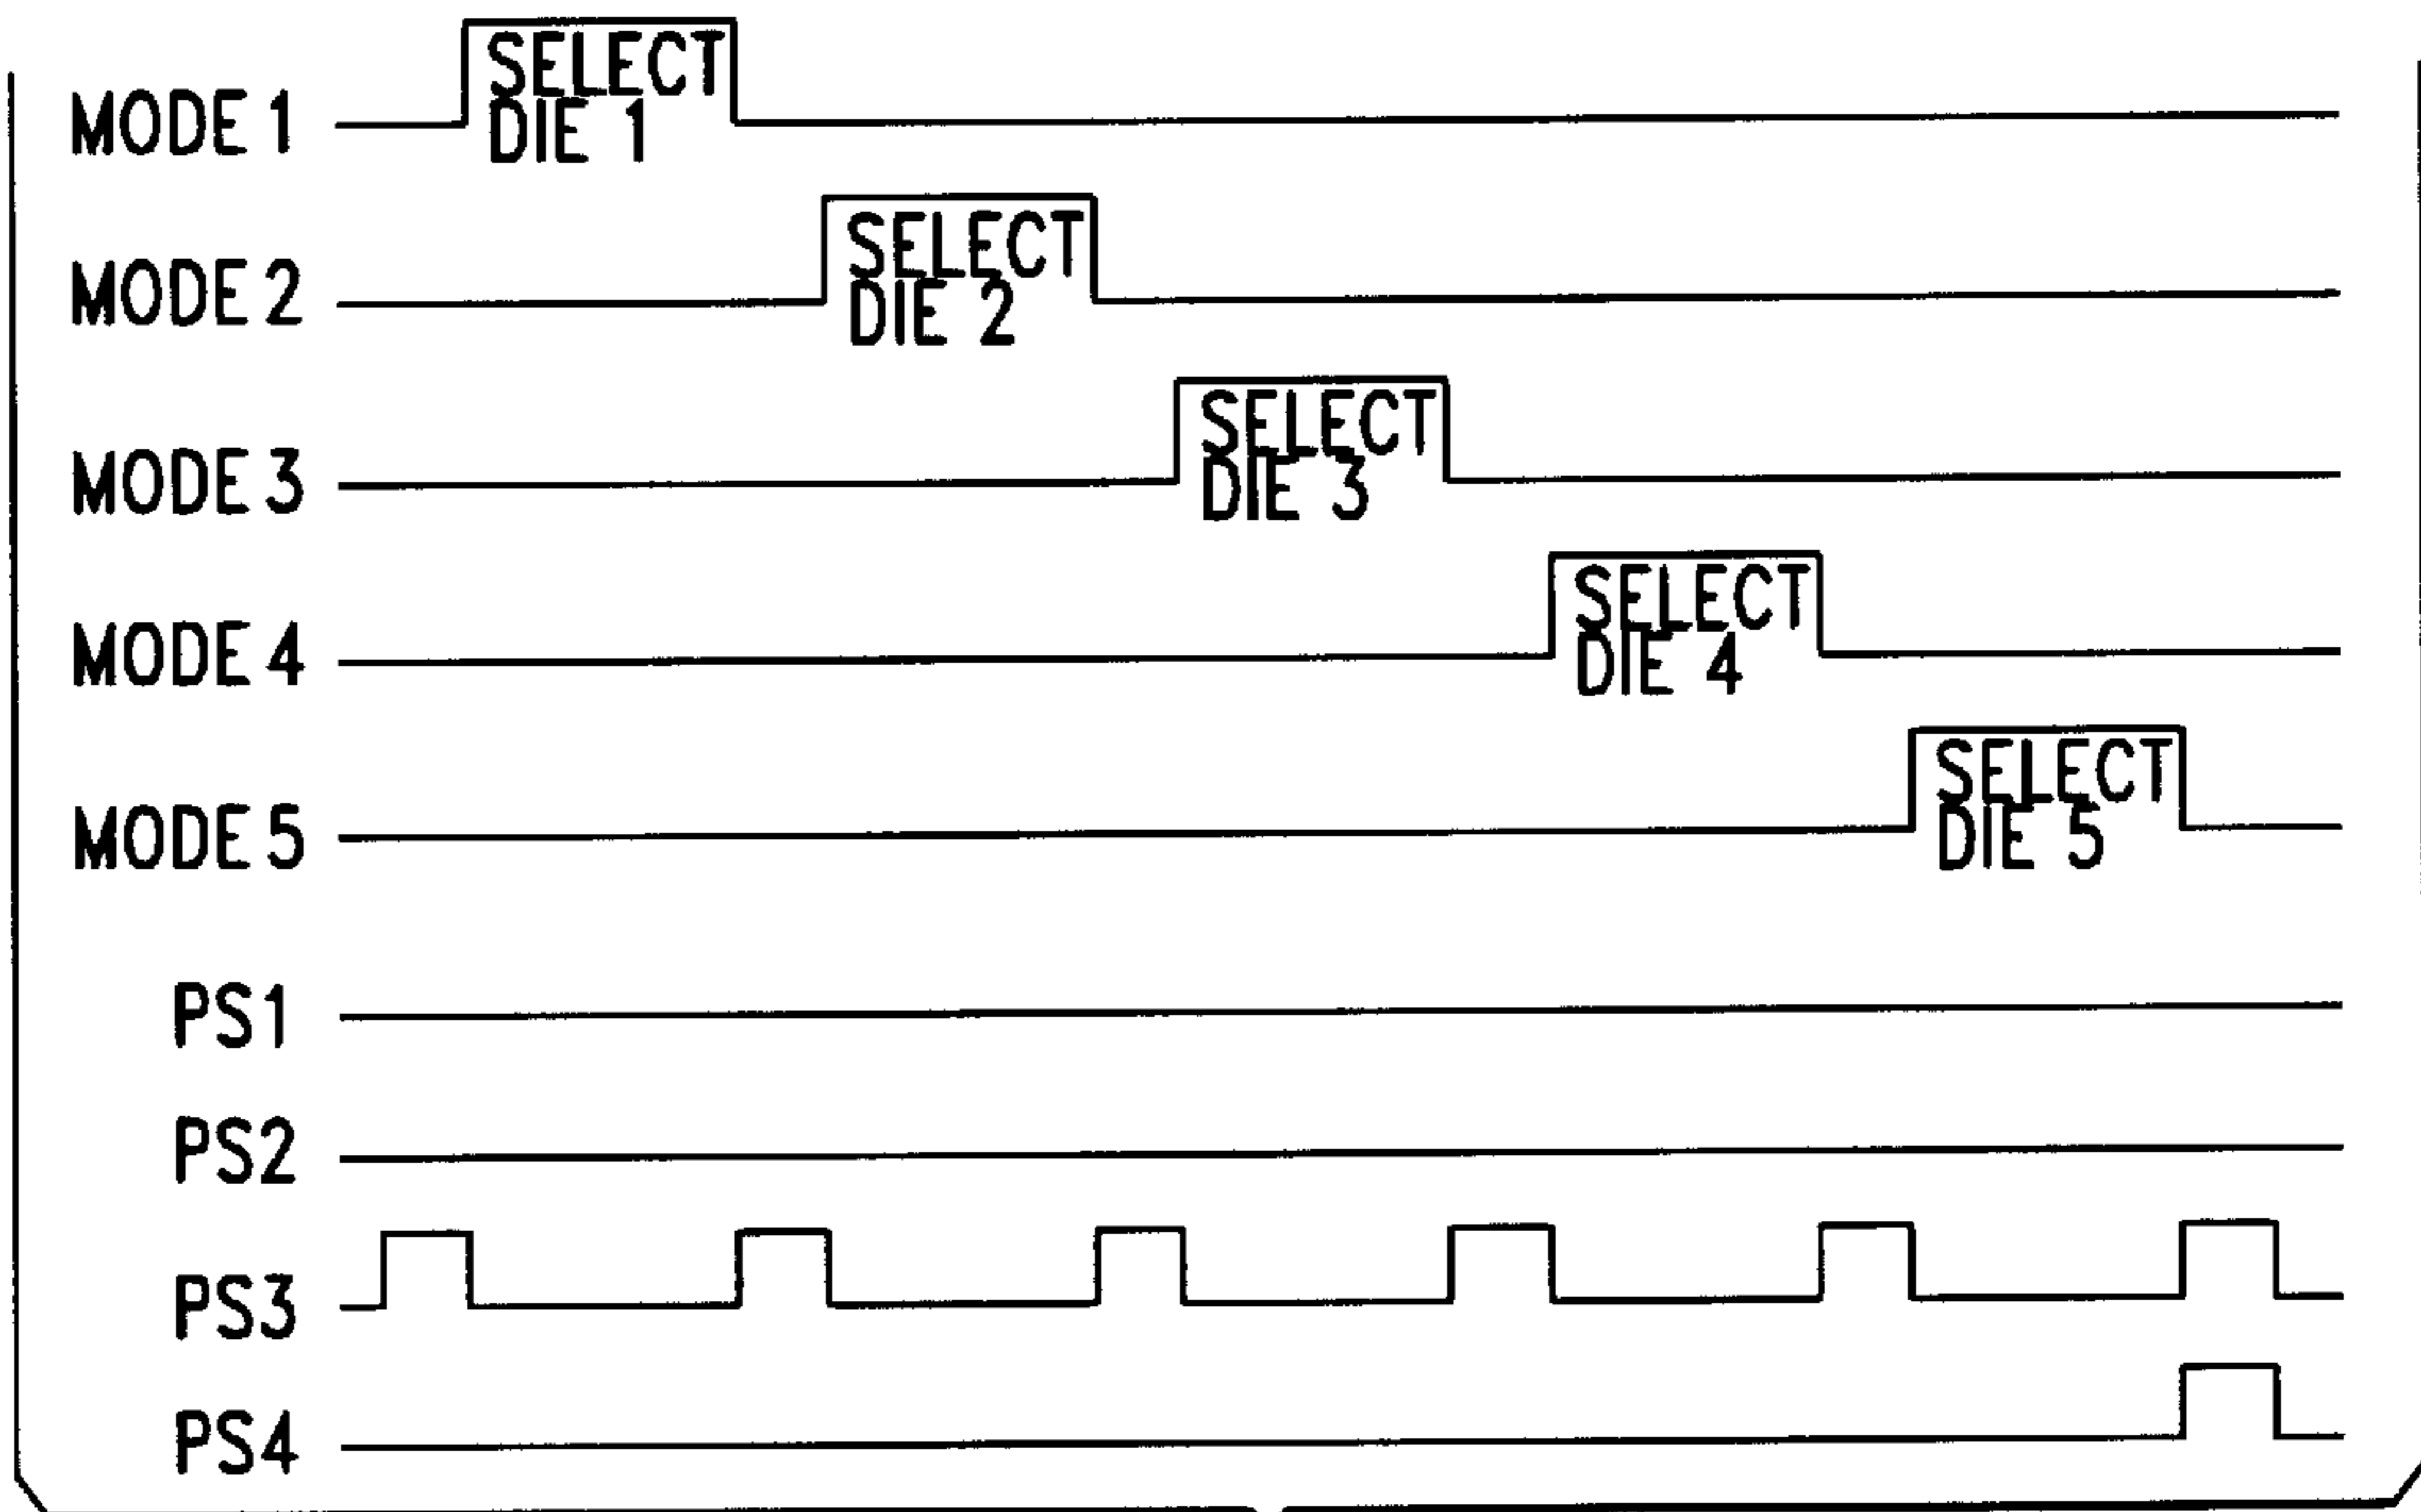 SELECT
MODE 1 DIE 1
SELECT
MODE 2 DIE 2
SELECT
MODE 3 DIE 3
SELECT
MODE 4 DIE 4
SELECT
MODE 5 DIE 5
PS1
PS2
PS3
PS4